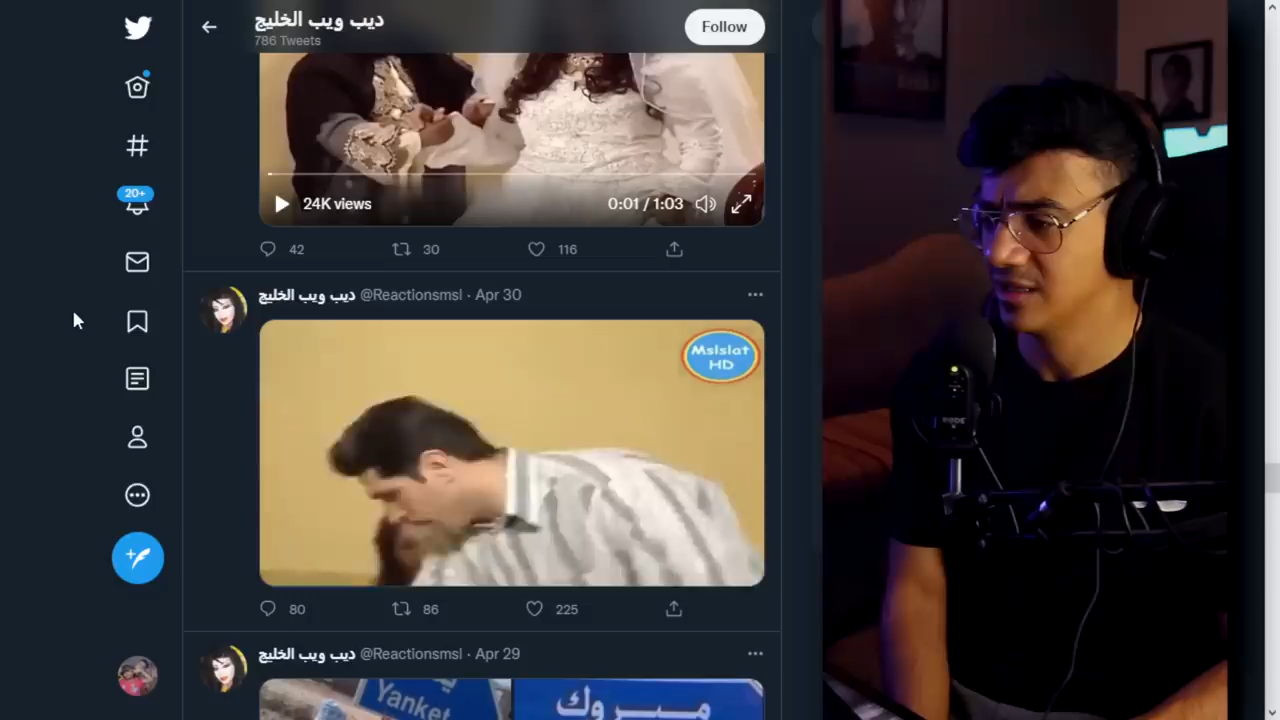 ديب ويب الخليج
786 Tweets
Follow
24K views
0:01 / 1:03
42
30
116
20+
ديب ويب الخليج @Reactionsmsl · Apr 30
Mslslat
HD
80
86
225
ديب ويب الخليج @Reactionsmsl · Apr 29
Yanket
مبروك
RODE